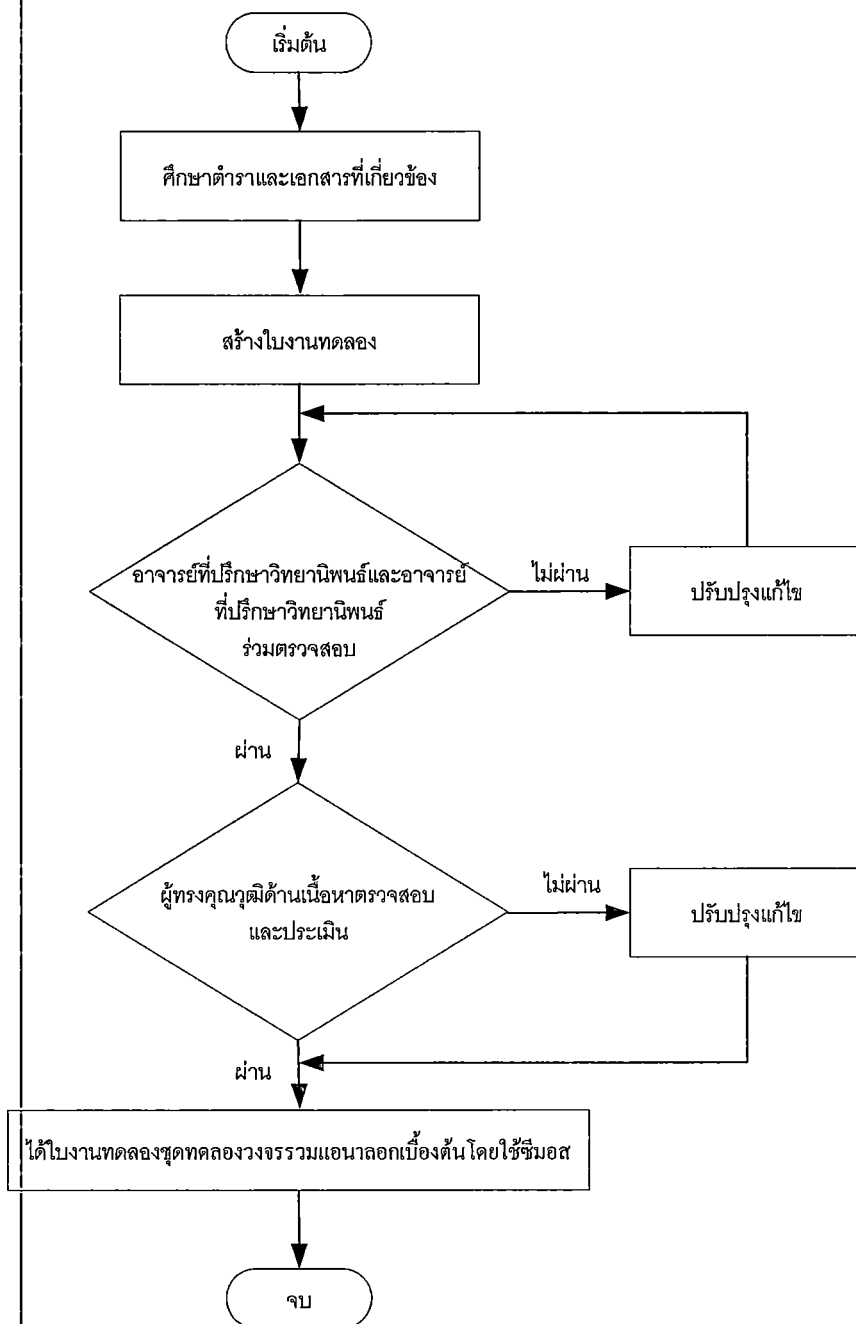 เริ่มต้น
ศึกษาตำราและเอกสารที่เกี่ยวข้อง
สร้างใบงานทดลอง
อาจารย์ที่ปรึกษาวิทยานิพนธ์และอาจารย์
ที่ปรึกษาวิทยานิพนธ์
ร่วมตรวจสอบ
ไม่ผ่าน
ปรับปรุงแก้ไข
ผ่าน
ผู้ทรงคุณวุฒิด้านเนื้อหาตรวจสอบ
และประเมิน
ไม่ผ่าน
ปรับปรุงแก้ไข
ผ่าน
ได้ใบงานทดลองชุดทดลองวงจรรวมแอนาลอกเบื้องต้นโดยใช้ซีมอส
จบ